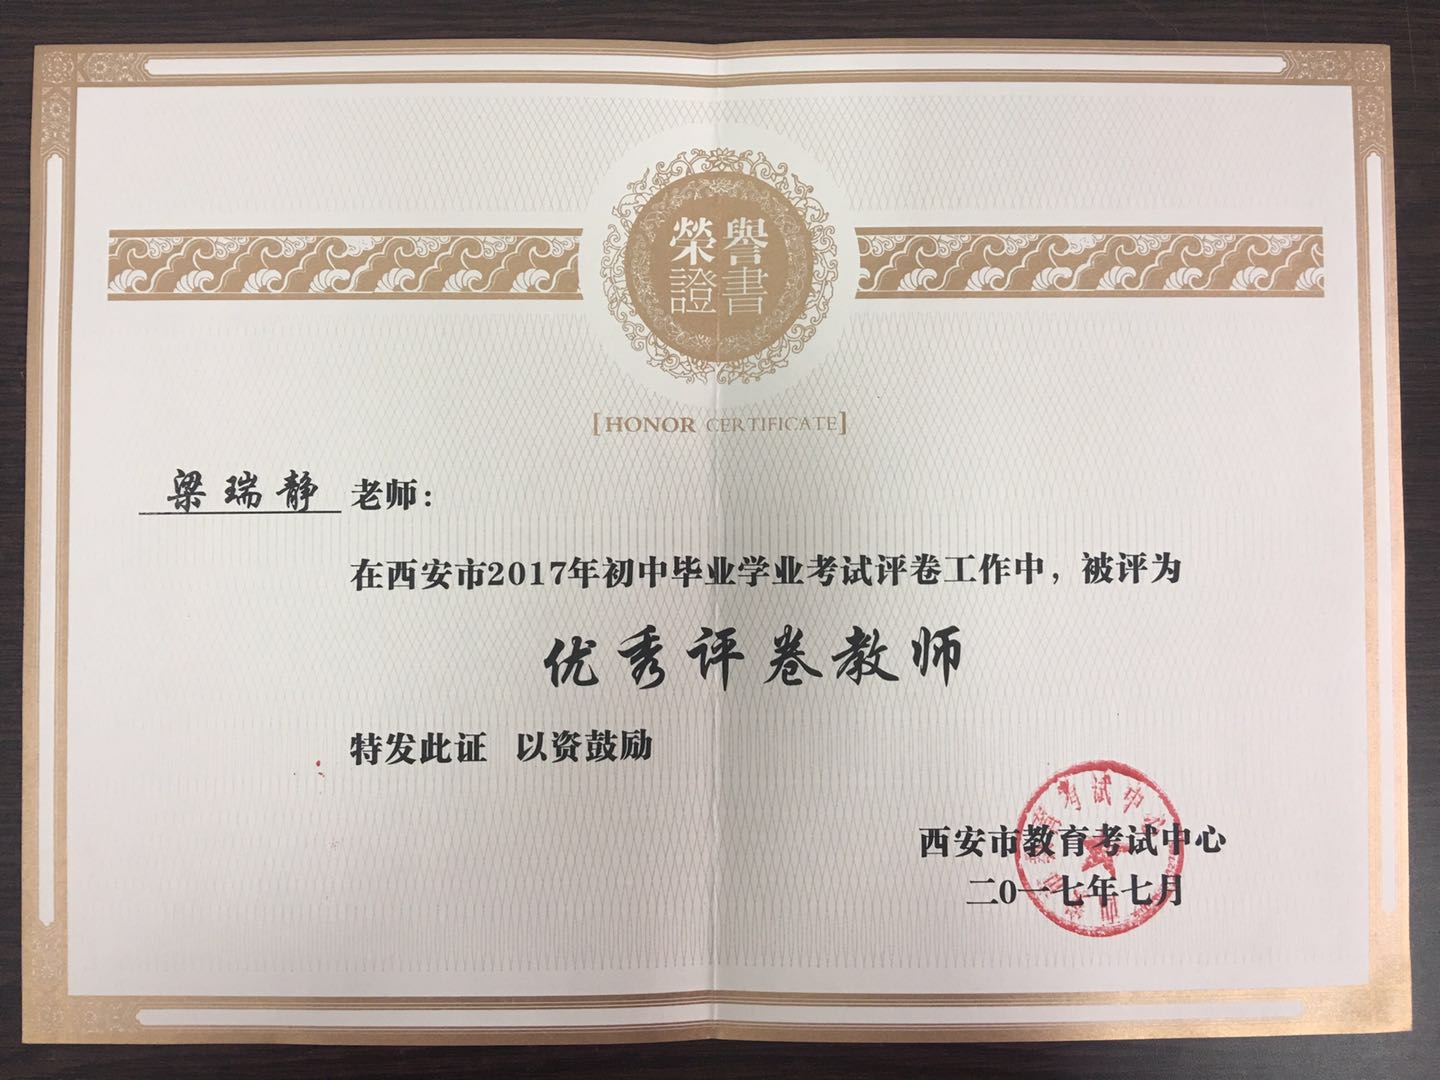 榮譽
證書
[HONOR CERTIFICATE]
梁瑞静 老师：
在西安市2017年初中毕业学业考试评卷工作中，被评为
优秀评卷教师
特发此证 以资鼓励
西安市教育考试中心
二0一七年七月